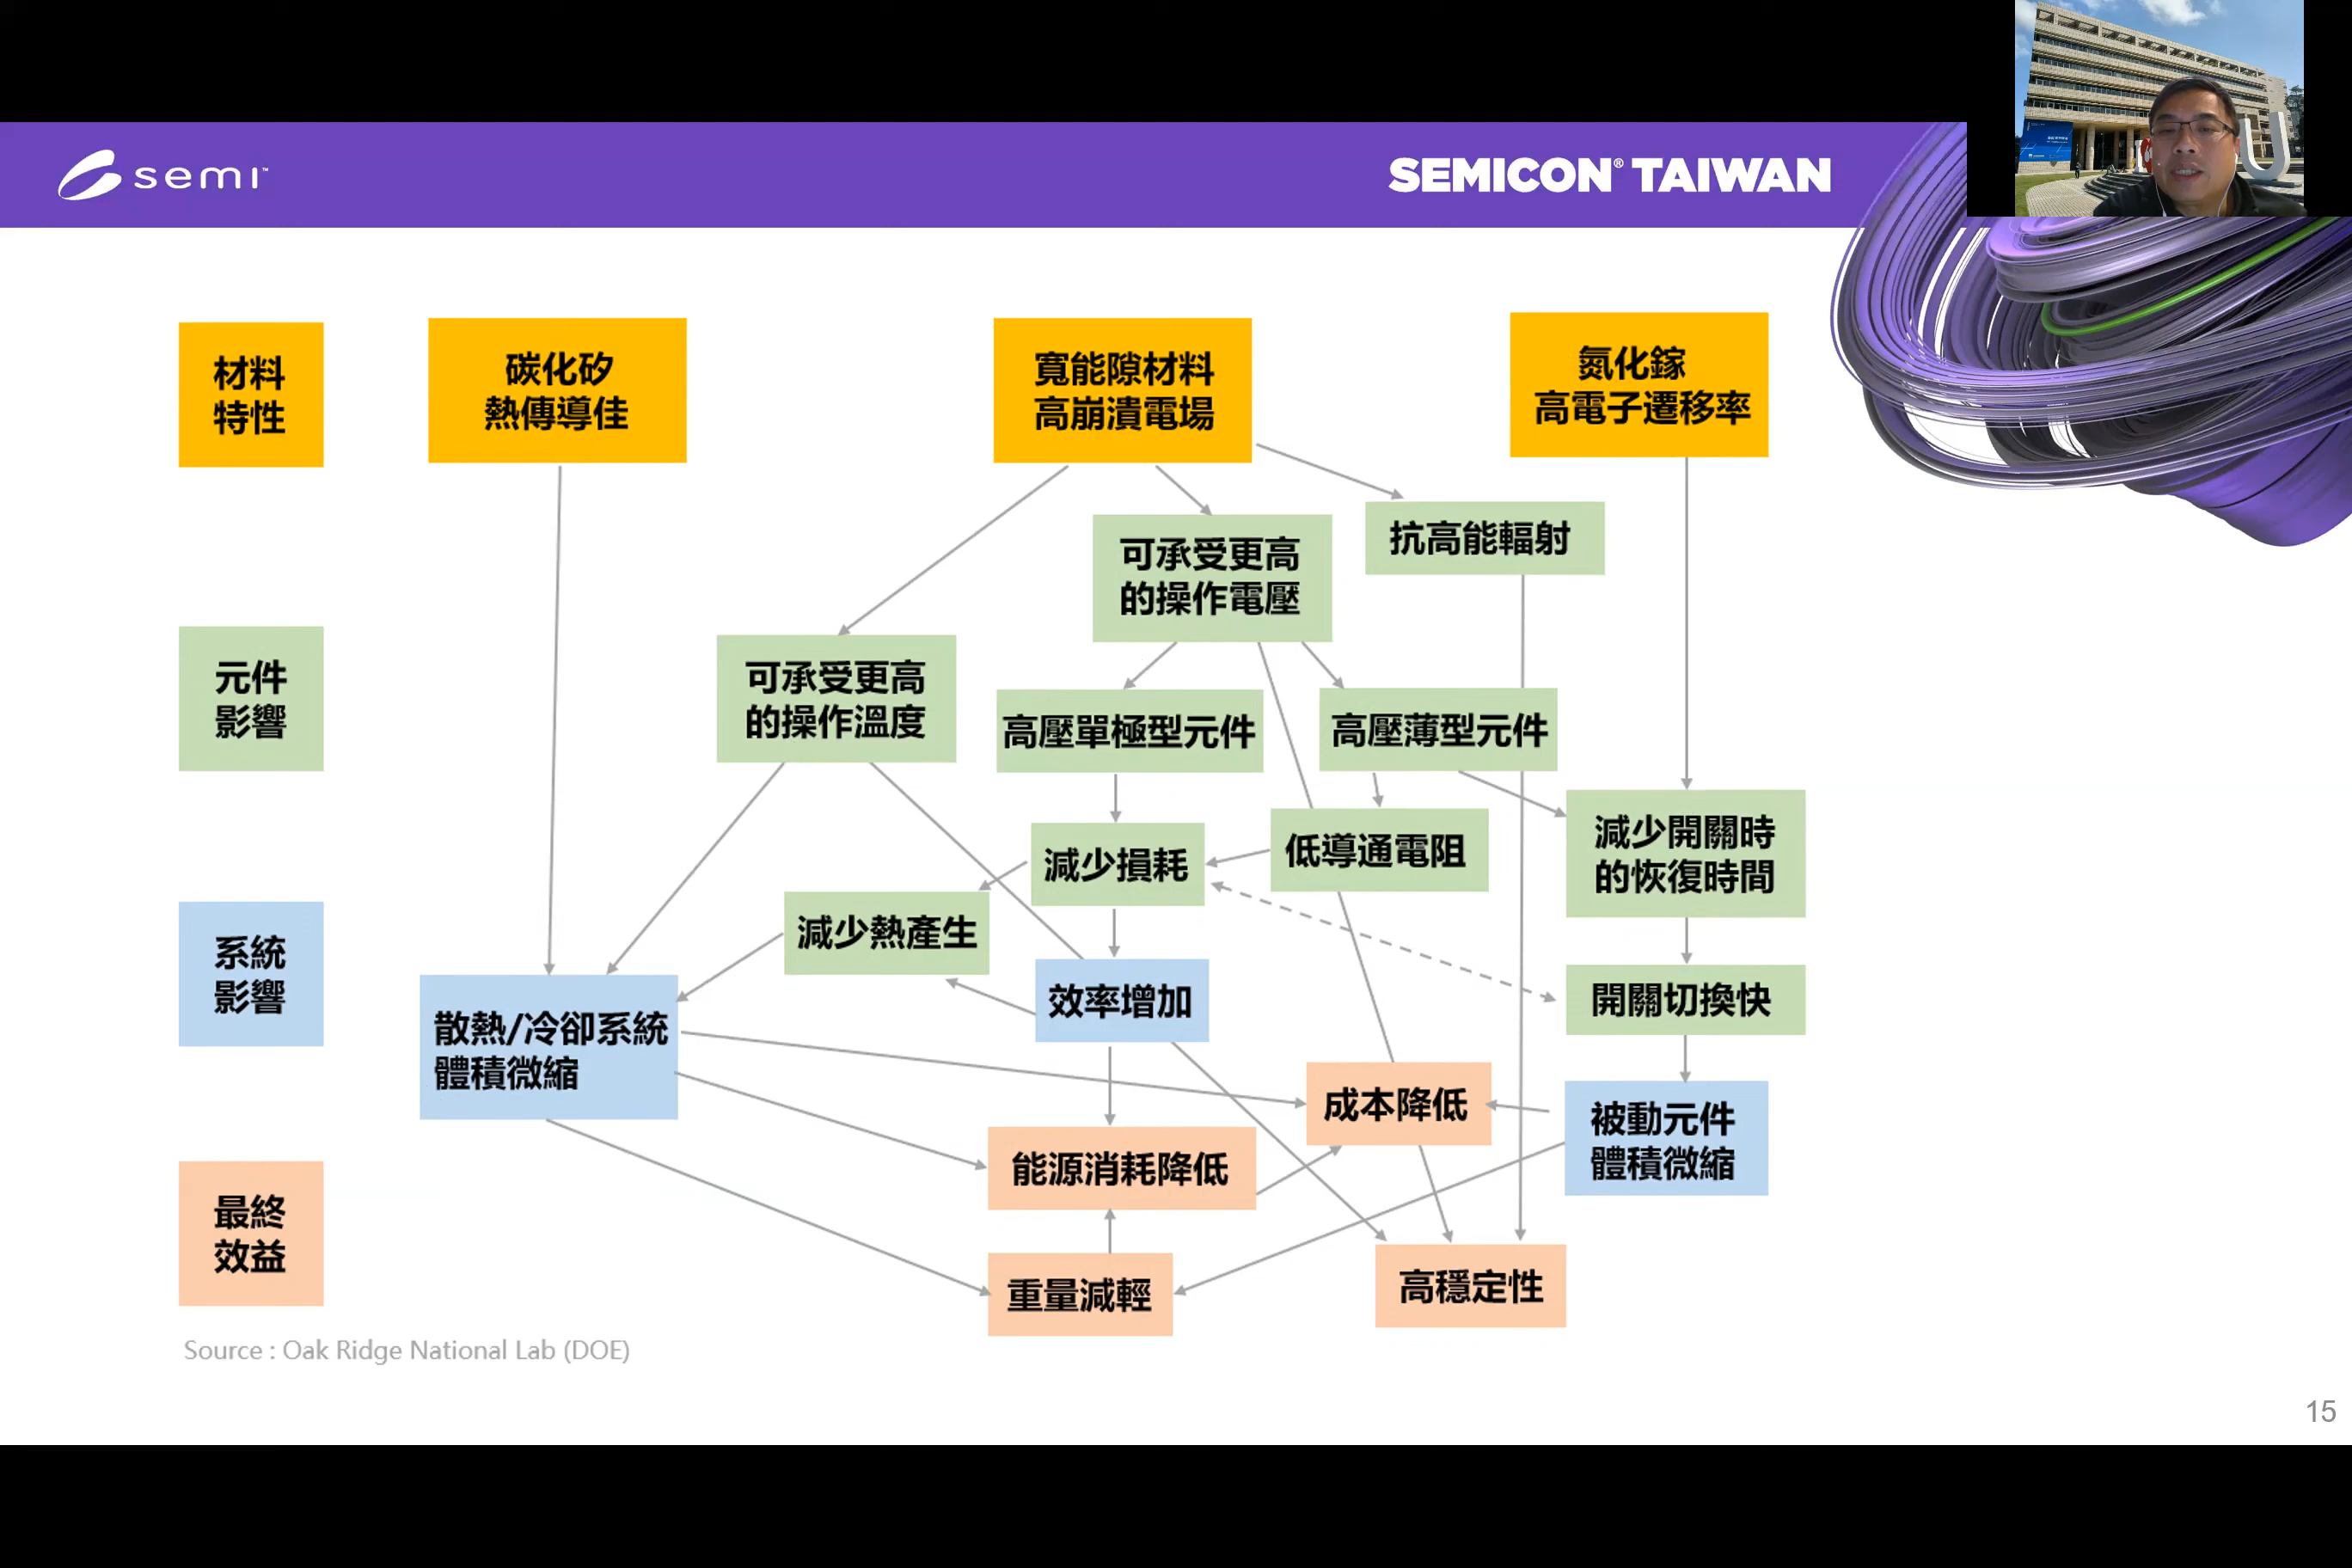 semi™
SEMICON® TAIWAN
U
材料
特性
碳化矽
熱傳導佳
寬能隙材料
高崩潰電場
氮化鎵
高電子遷移率
抗高能輻射
可承受更高
的操作電壓
元件
影響
可承受更高
的操作溫度
高壓單極型元件
高壓薄型元件
減少開關時
的恢復時間
減少損耗
低導通電阻
減少熱產生
系統
影響
散熱/冷卻系統
體積微縮
效率增加
開關切換快
成本降低
被動元件
體積微縮
能源消耗降低
最終
效益
重量減輕
高穩定性
Source : Oak Ridge National Lab (DOE)
15